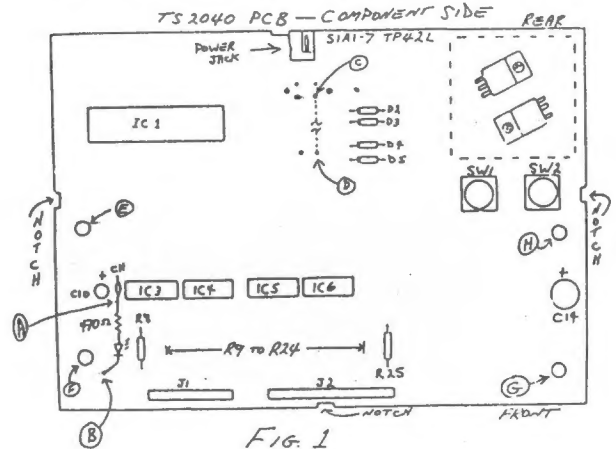 TS 2040 PCB — COMPONENT SIDE
REAR
POWER JACK
S1A1-7 TP42L
C
IC 1
D2
D3
D4
D5
D
SW1
SW2
NOTCH
E
NOTCH
H
+
C11
C10
IC3
IC4
IC5
IC6
+
C14
A
470Ω
R8
R9 TO R24
R25
F
G
B
J1
J2
NOTCH
FRONT
FIG. 1